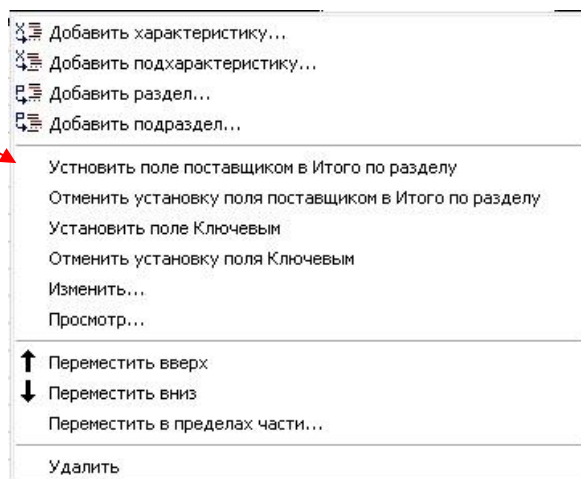 Добавить характеристику...
Добавить подхарактеристику...
Добавить раздел...
Добавить подраздел...
Устновить поле поставщиком в Итого по разделу
Отменить установку поля поставщиком в Итого по разделу
Установить поле Ключевым
Отменить установку поля Ключевым
Изменить...
Просмотр...
Переместить вверх
Переместить вниз
Переместить в пределах части...
Удалить